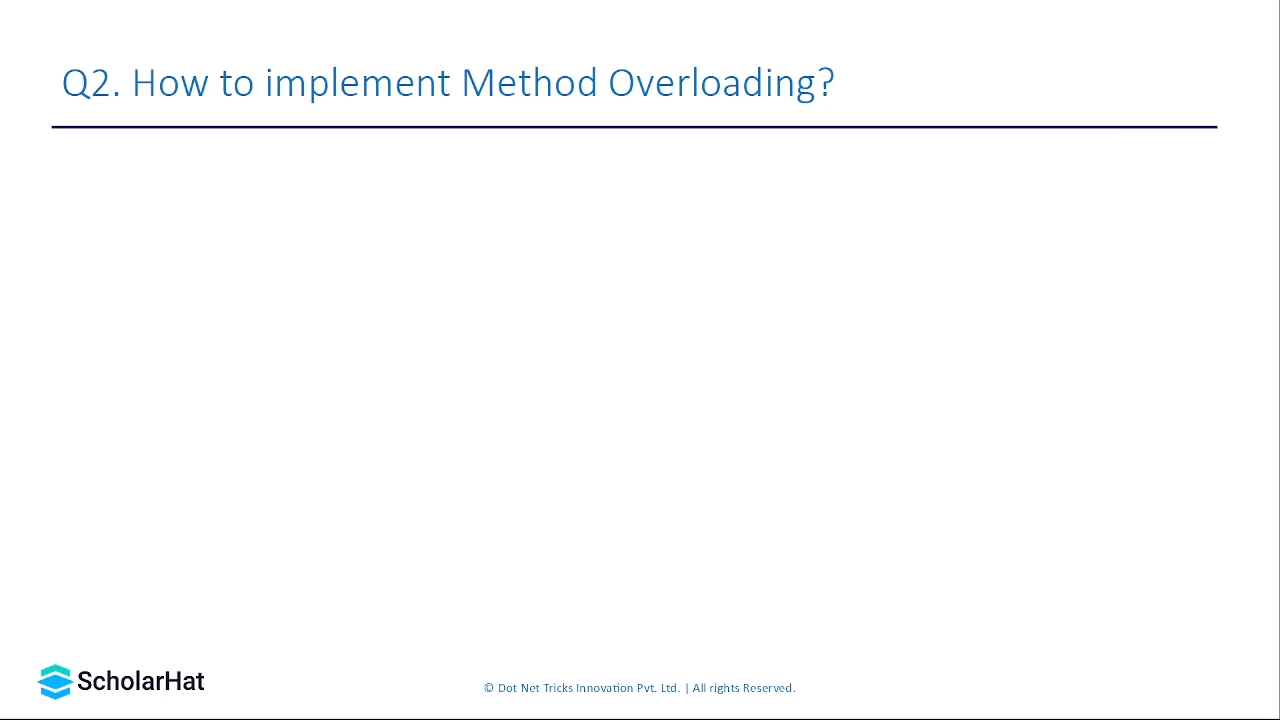 Q2. How to implement Method Overloading?
ScholarHat
© Dot Net Tricks Innovation Pvt. Ltd. | All rights Reserved.